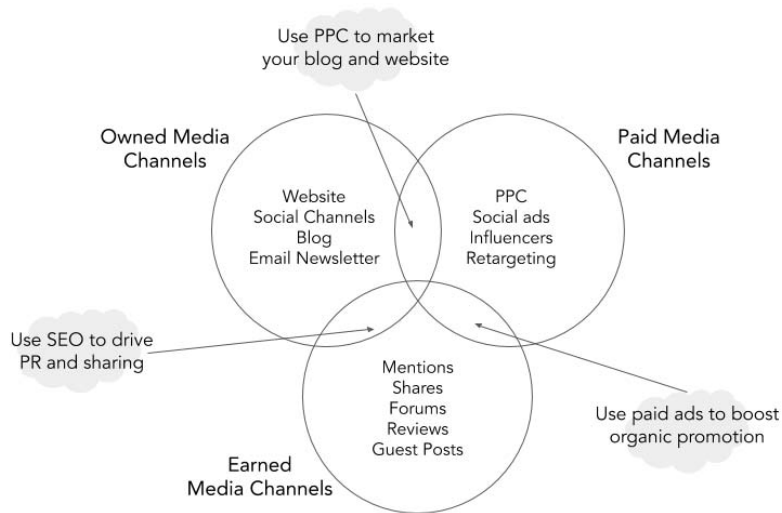 Use PPC to market
your blog and website
Owned Media
Channels
Paid Media
Channels
Website
Social Channels
Blog
Email Newsletter
PPC
Social ads
Influencers
Retargeting
Use SEO to drive
PR and sharing
Mentions
Shares
Forums
Reviews
Guest Posts
Use paid ads to boost
organic promotion
Earned
Media Channels